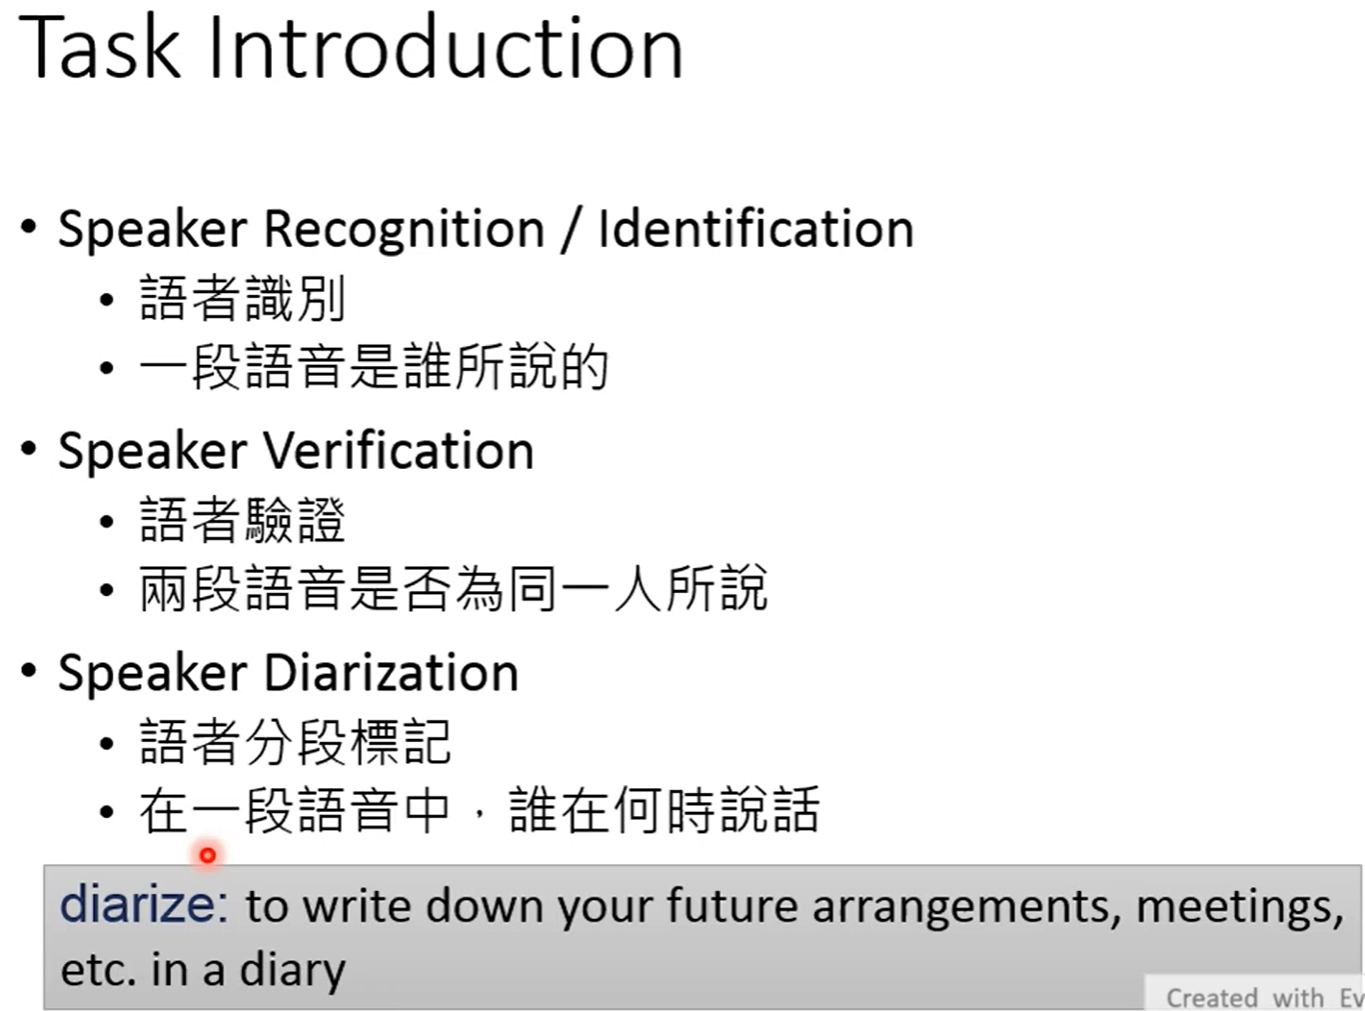 Task Introduction
• Speaker Recognition / Identification
• 語者識別
• 一段語音是誰所說的
• Speaker Verification
• 語者驗證
• 兩段語音是否為同一人所說
• Speaker Diarization
• 語者分段標記
• 在一段語音中，誰在何時說話
diarize: to write down your future arrangements, meetings,
etc. in a diary
Created with Ev